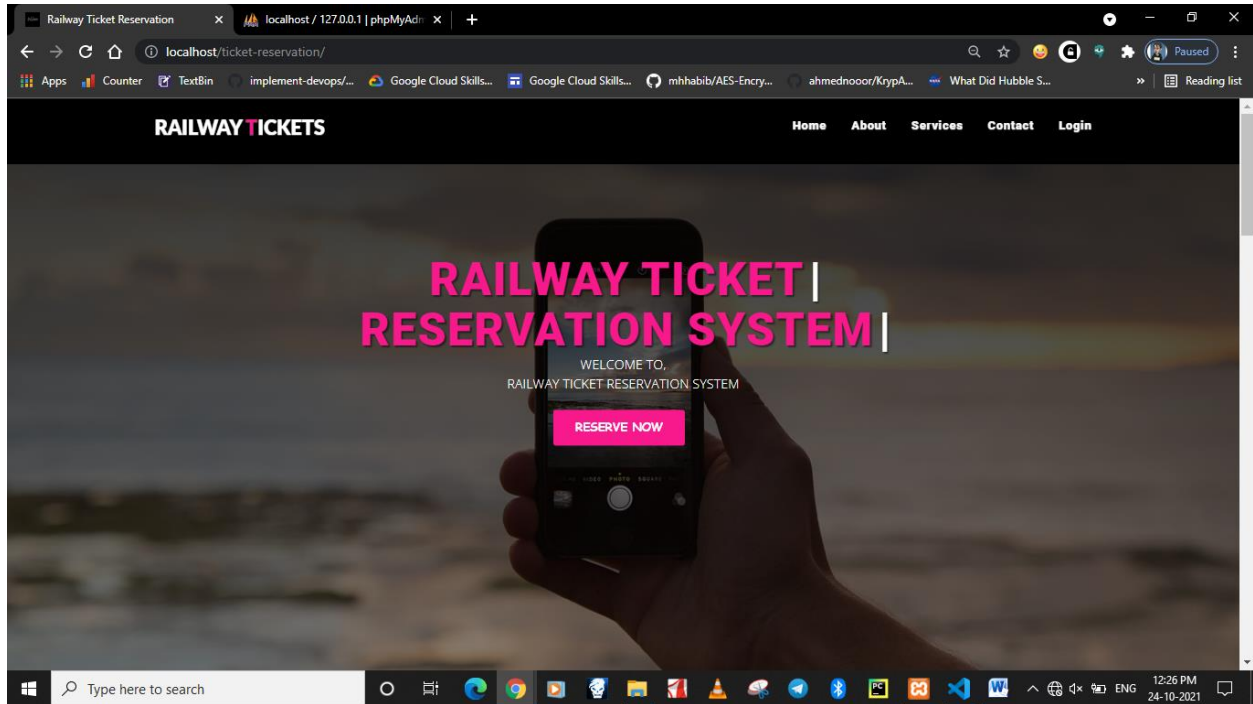 Railway Ticket Reservation
localhost / 127.0.0.1 | phpMyAdm
localhost/ticket-reservation/
Paused
Apps
Counter
TextBin
implement-devops/...
Google Cloud Skills...
Google Cloud Skills...
mhhabib/AES-Encry...
ahmednooor/KrypA...
What Did Hubble S...
»
Reading list
RAILWAY TICKETS
Home
About
Services
Contact
Login
RAILWAY TICKET|
RESERVATION SYSTEM|
WELCOME TO,
RAILWAY TICKET RESERVATION SYSTEM
RESERVE NOW
VIDEO PHOTO SQUARE
Type here to search
ENG
12:26 PM
24-10-2021